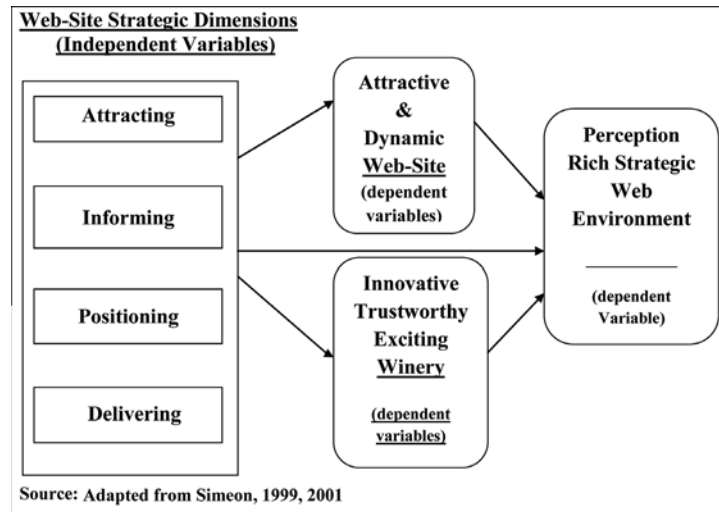 Web-Site Strategic Dimensions
(Independent Variables)
Attracting
Informing
Positioning
Delivering
Attractive
&
Dynamic
Web-Site
(dependent
variables)
Innovative
Trustworthy
Exciting
Winery
(dependent
variables)
Perception
Rich Strategic
Web
Environment
(dependent
Variable)
Source: Adapted from Simeon, 1999, 2001